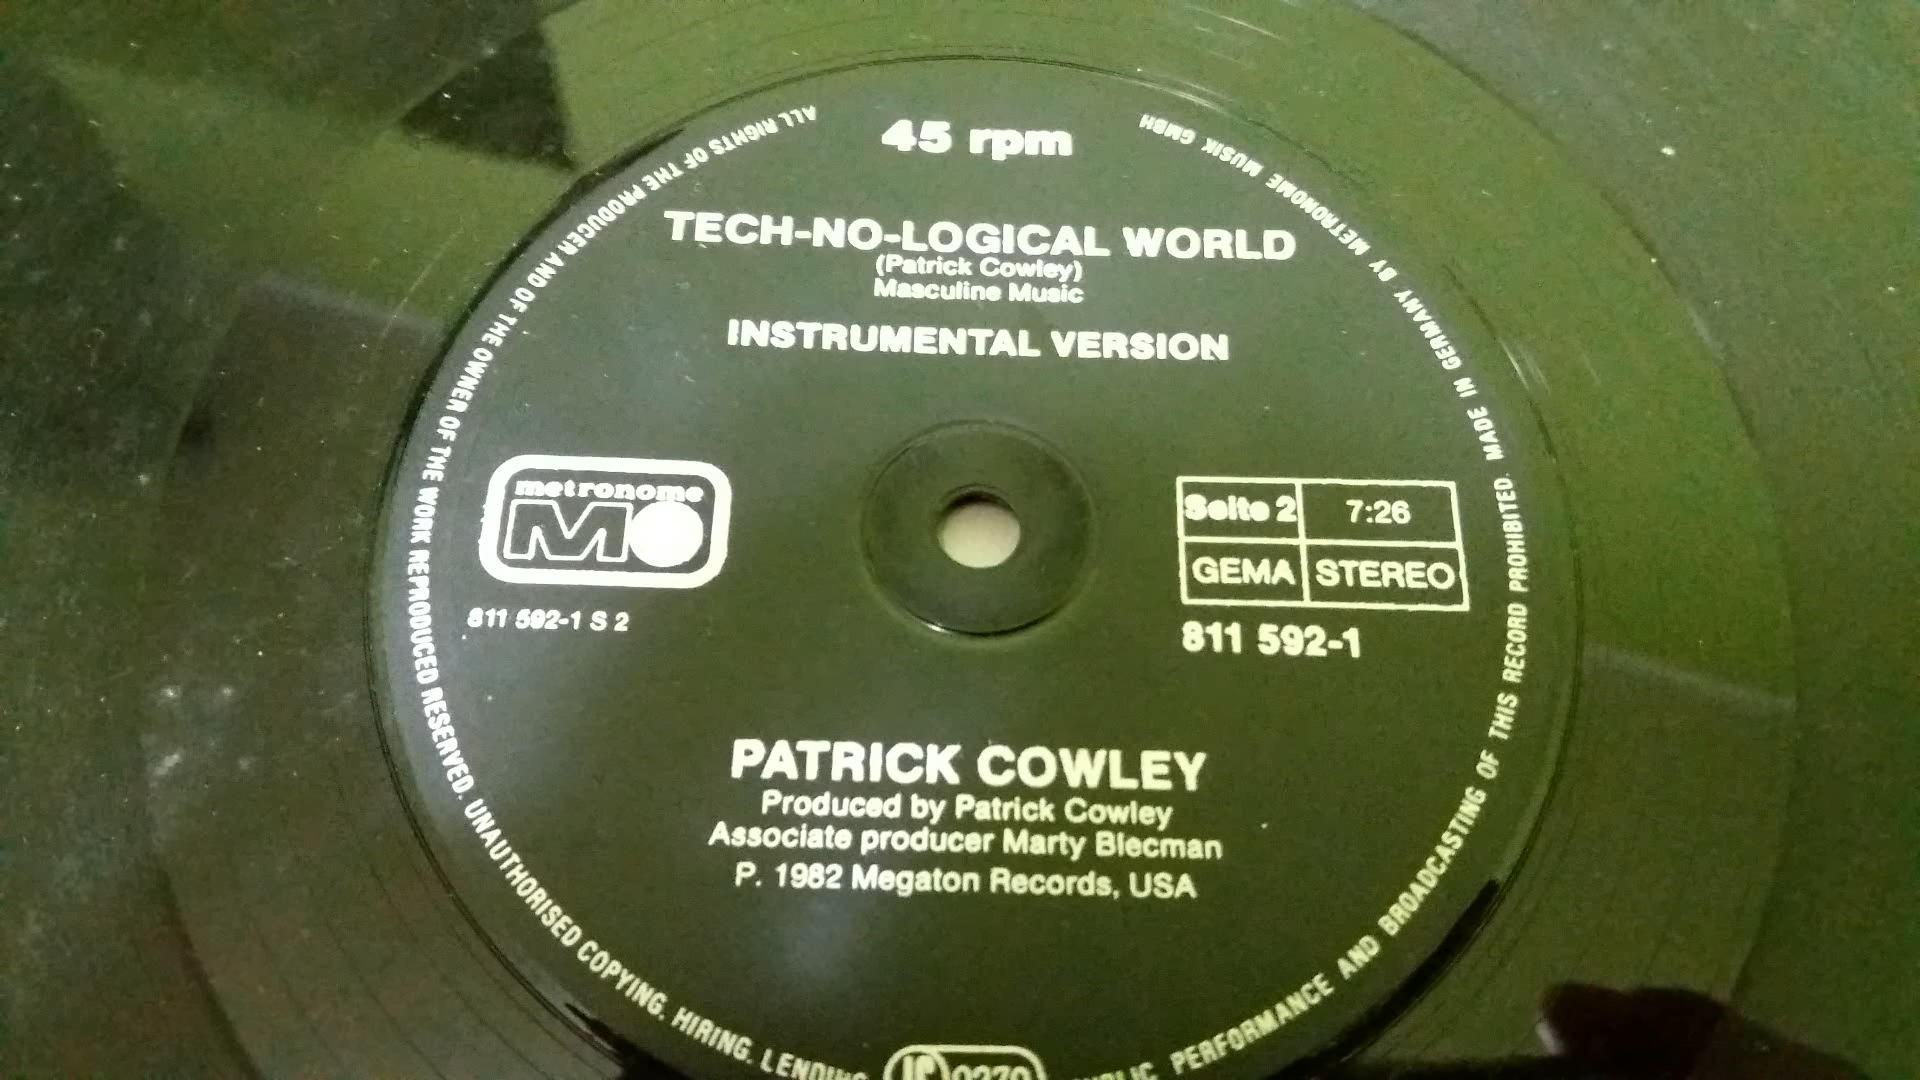 45 rpm
TECH-NO-LOGICAL WORLD
(Patrick Cowley)
Masculine Music
INSTRUMENTAL VERSION
metronome
MO
811 592-1 S 2
Seite 2
7:26
GEMA
STEREO
811 592-1
PATRICK COWLEY
Produced by Patrick Cowley
Associate producer Marty Blecman
P. 1982 Megaton Records, USA
ALL RIGHTS OF THE PRODUCER AND OF THE OWNER OF THE WORK REPRODUCED RESERVED. UNAUTHORISED COPYING, HIRING, LENDING, PERFORMANCE AND BROADCASTING OF THIS RECORD PROHIBITED. MADE IN GERMANY BY METRONOME MUSIK GMBH